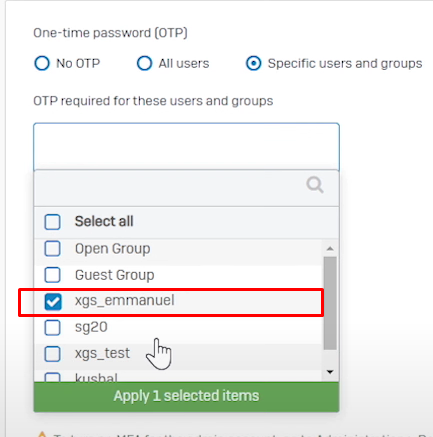 One-time password (OTP)
No OTP All users Specific users and groups
OTP required for these users and groups
Select all
Open Group
Guest Group
xgs_emmanuel
sg20
xgs_test
kushal
Apply 1 selected items